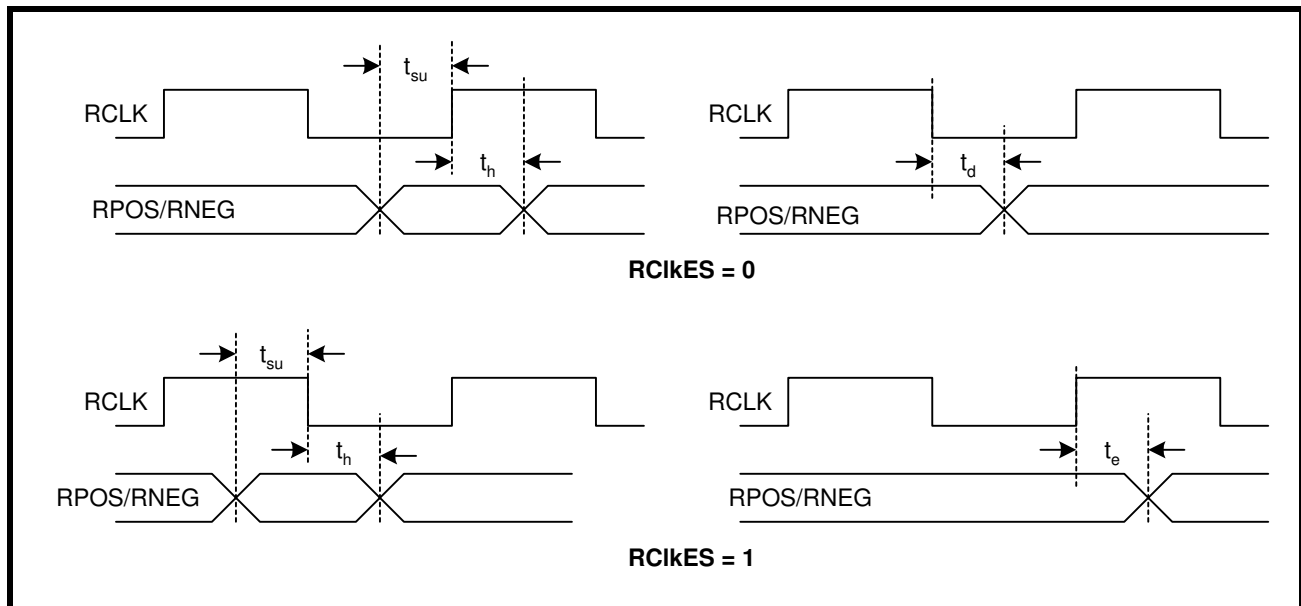 tsu
RCLK
th
RPOS/RNEG
RCLK
td
RPOS/RNEG
RClkES = 0
tsu
RCLK
th
RPOS/RNEG
RCLK
te
RPOS/RNEG
RClkES = 1